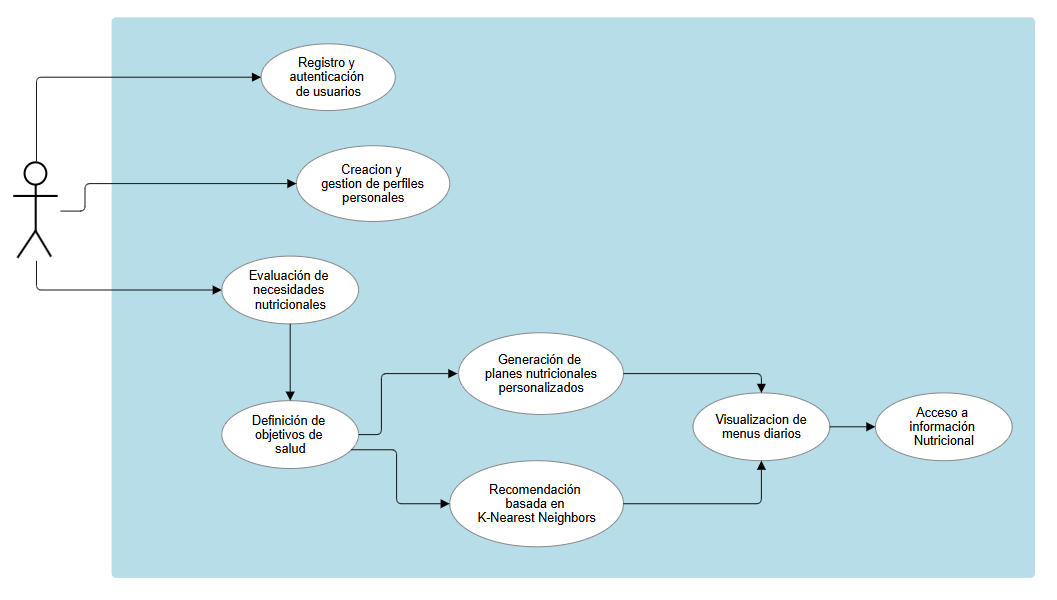 Registro y
autenticación
de usuarios
Creacion y
gestion de perfiles
personales
Evaluación de
necesidades
nutricionales
Definición de
objetivos de
salud
Generación de
planes nutricionales
personalizados
Recomendación
basada en
K-Nearest Neighbors
Visualizacion de
menus diarios
Acceso a
información
Nutricional